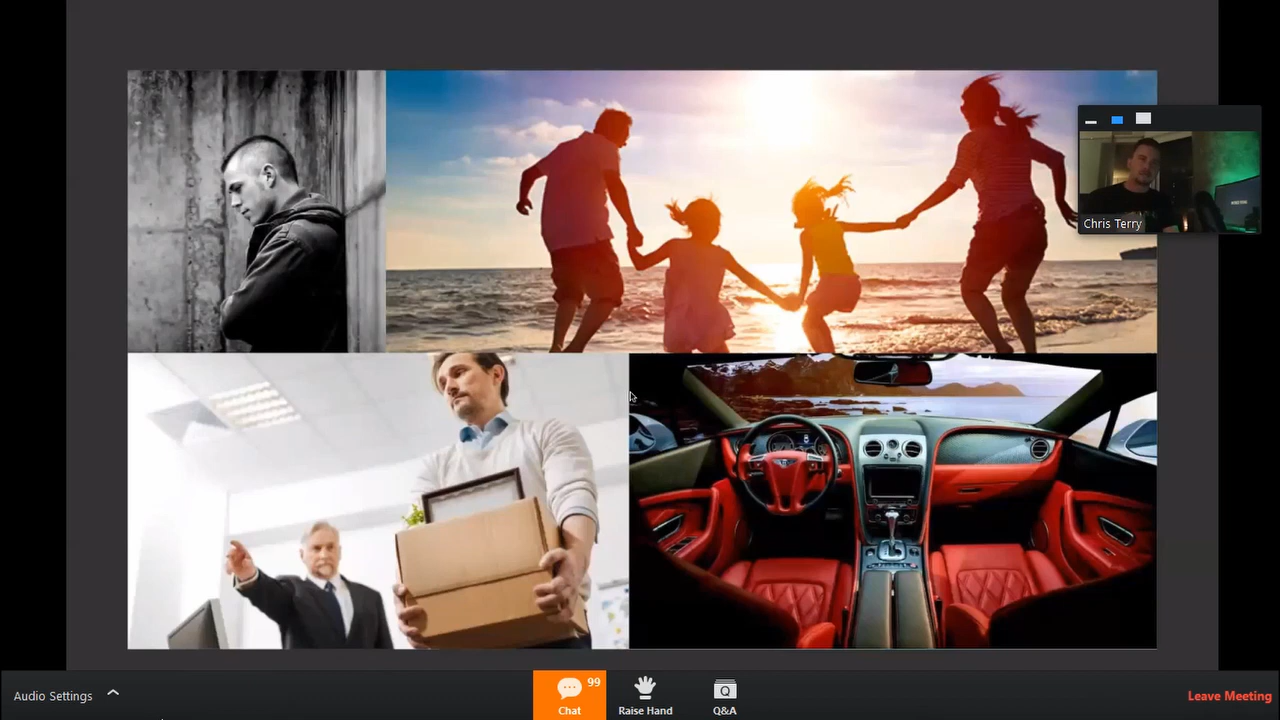 Chris Terry
Audio Settings
99
Chat
Raise Hand
Q
Q&A
Leave Meeting